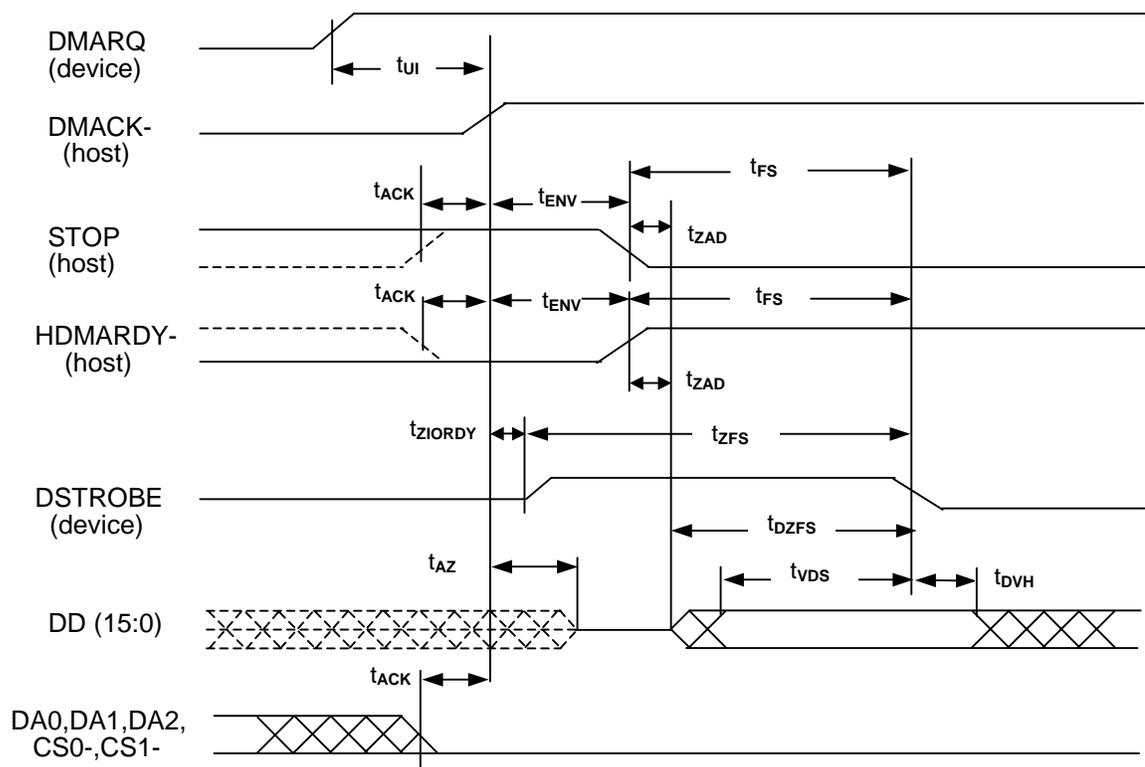 DMARQ
(device)
tUI
DMACK-
(host)
tFS
tACK
tENV
STOP
(host)
tZAD
tACK
tENV
tFS
HDMARDY-
(host)
tZAD
tZIORDY
tZFS
DSTROBE
(device)
tDZFS
tAZ
tVDS
tDVH
DD (15:0)
tACK
DA0,DA1,DA2,
CS0-,CS1-